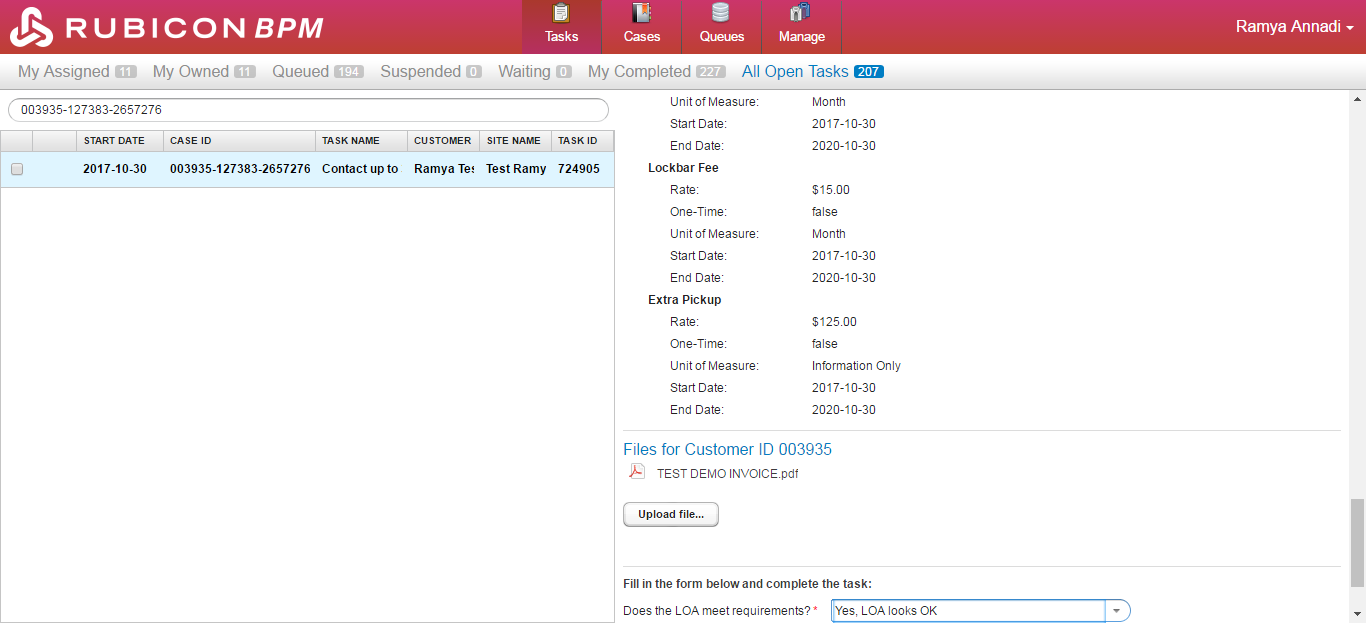 RUBICON BPM
Tasks
Cases
Queues
Manage
Ramya Annadi
My Assigned 11 My Owned 11 Queued 194 Suspended 0 Waiting 0 My Completed 227 All Open Tasks 207
003935-127383-2657276
START DATE CASE ID TASK NAME CUSTOMER SITE NAME TASK ID
2017-10-30 003935-127383-2657276 Contact up to Ramya Tes Test Ramy 724905
Unit of Measure: Month
Start Date: 2017-10-30
End Date: 2020-10-30
Lockbar Fee
Rate: $15.00
One-Time: false
Unit of Measure: Month
Start Date: 2017-10-30
End Date: 2020-10-30
Extra Pickup
Rate: $125.00
One-Time: false
Unit of Measure: Information Only
Start Date: 2017-10-30
End Date: 2020-10-30
Files for Customer ID 003935
TEST DEMO INVOICE.pdf
Upload file...
Fill in the form below and complete the task:
Does the LOA meet requirements? * Yes, LOA looks OK